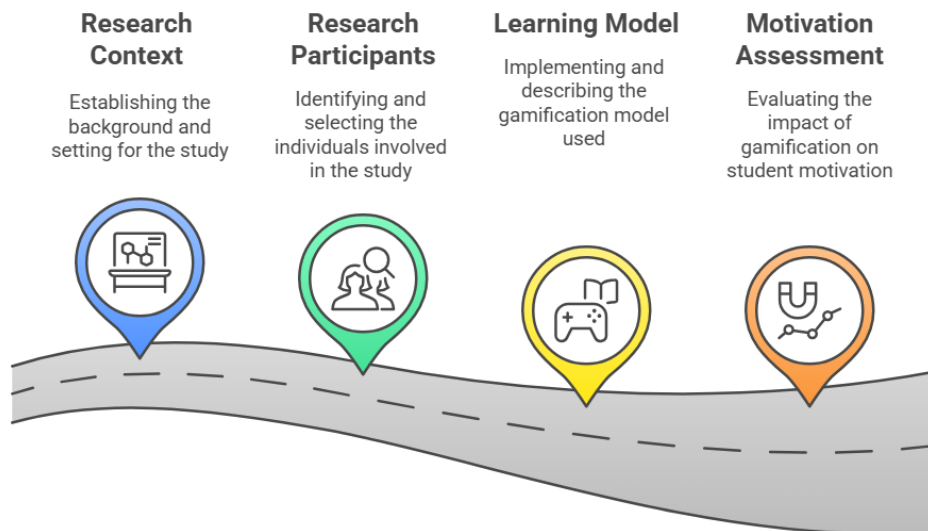 Research
Context
Establishing the
background and
setting for the study
Research
Participants
Identifying and
selecting the
individuals involved
in the study
Learning Model
Implementing and
describing the
gamification model
used
Motivation
Assessment
Evaluating the
impact of
gamification on
student motivation